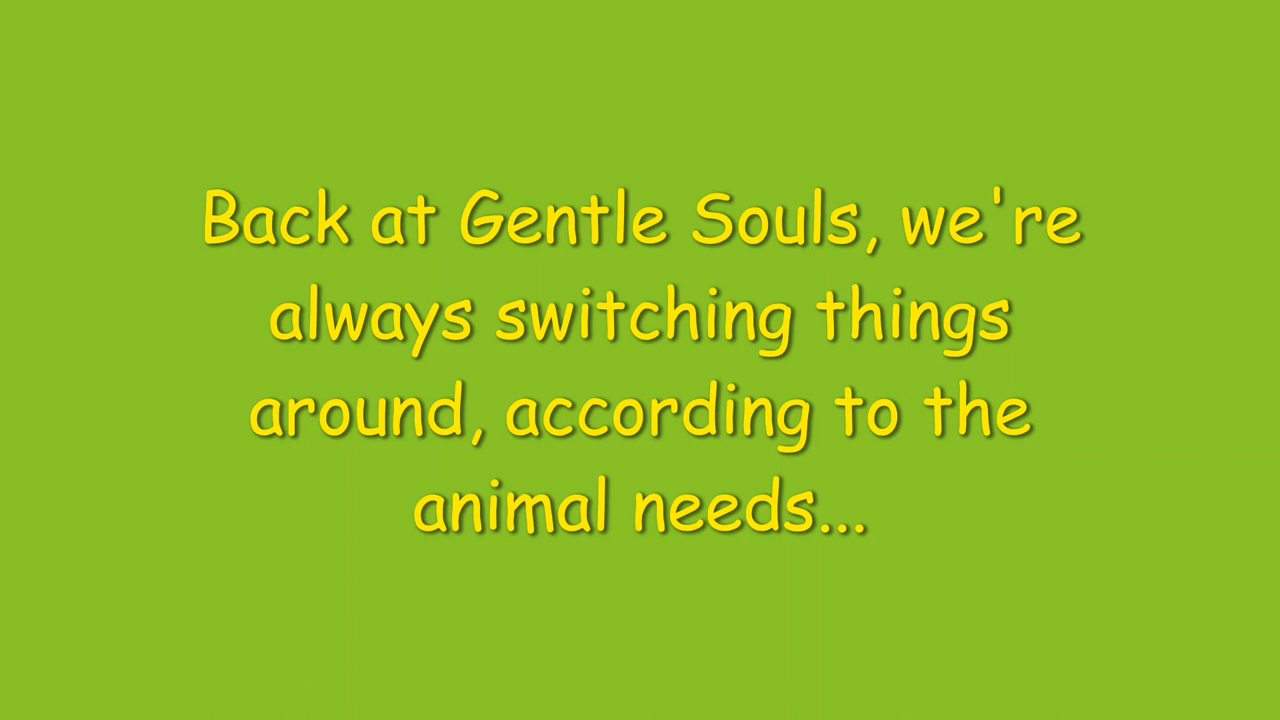 Back at Gentle Souls, we're
always switching things
around, according to the
animal needs...